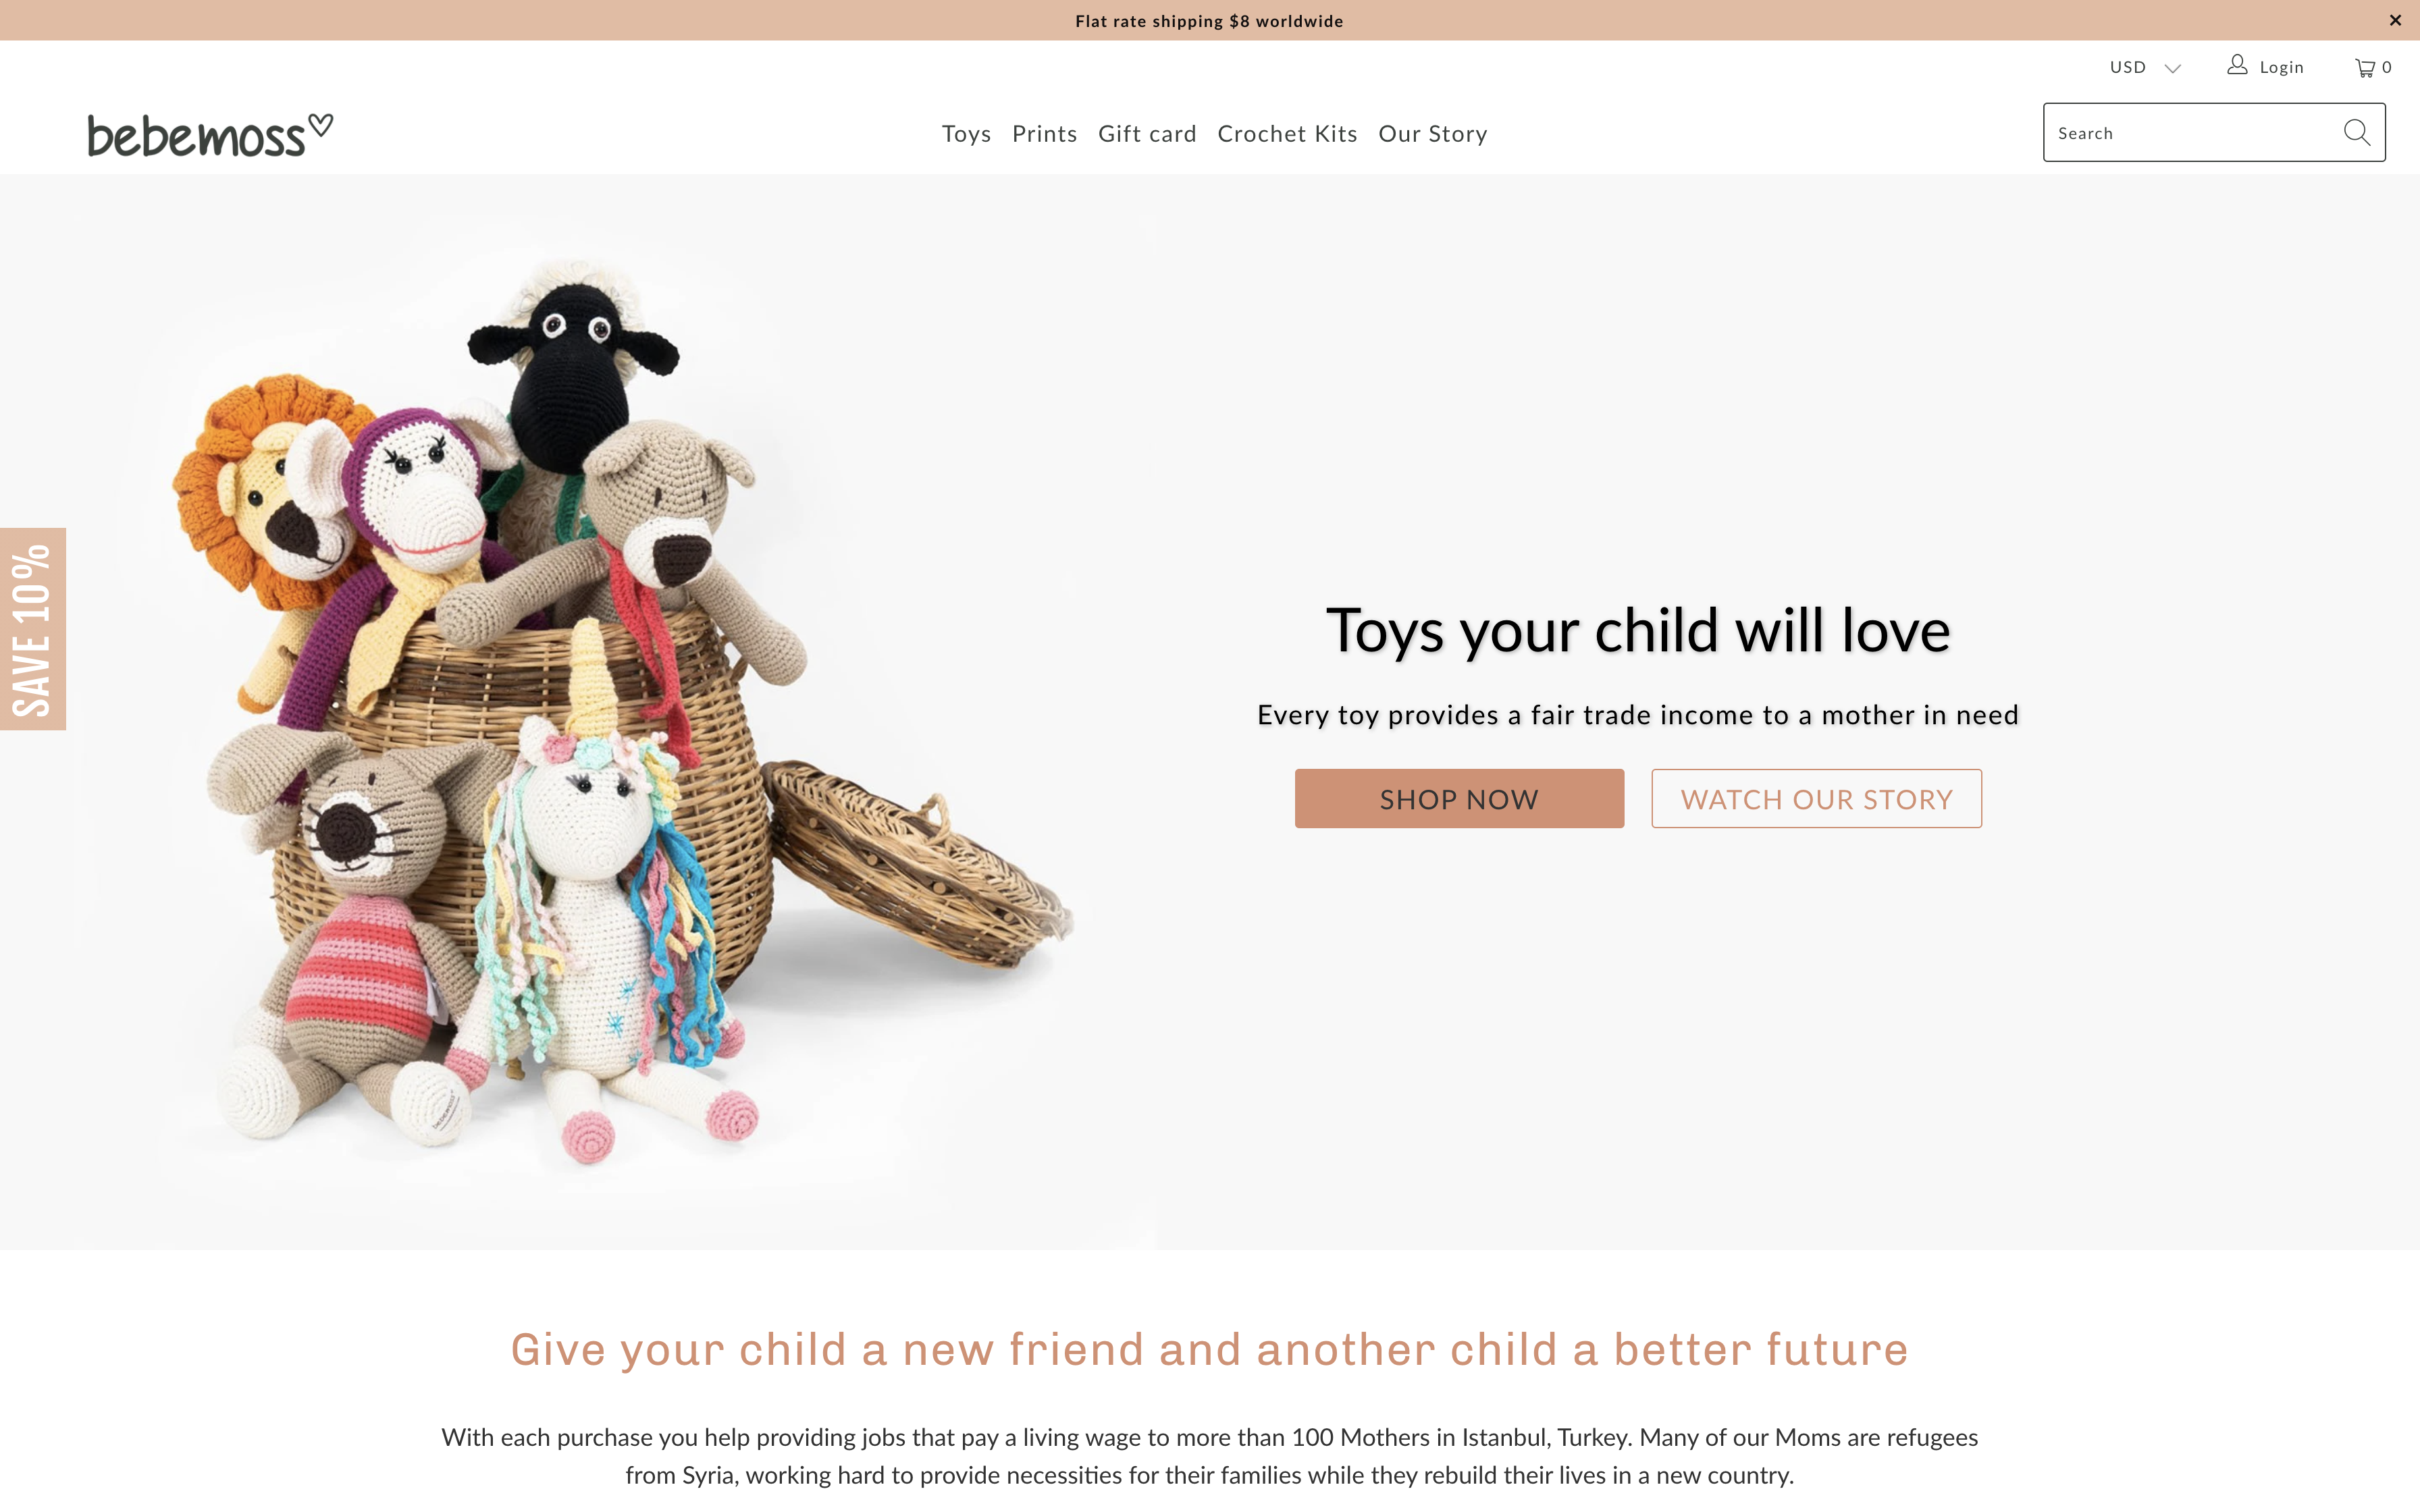 Flat rate shipping $8 worldwide
USD
Login
0
bebemoss
Toys
Prints
Gift card
Crochet Kits
Our Story
Search
SAVE 10%
Toys your child will love
Every toy provides a fair trade income to a mother in need
SHOP NOW
WATCH OUR STORY
bebemoss
Give your child a new friend and another child a better future
With each purchase you help providing jobs that pay a living wage to more than 100 Mothers in Istanbul, Turkey. Many of our Moms are refugees
from Syria, working hard to provide necessities for their families while they rebuild their lives in a new country.